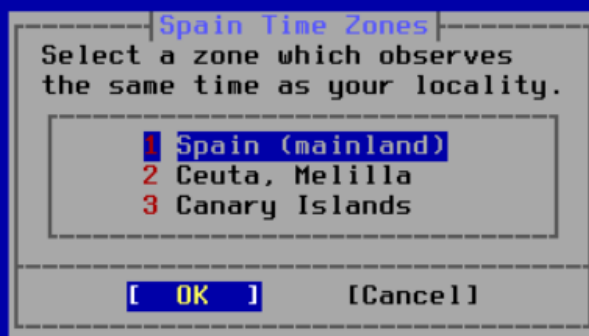 Spain Time Zones
Select a zone which observes
the same time as your locality.
1 Spain (mainland)
2 Ceuta, Melilla
3 Canary Islands
[ OK ] [Cancel]